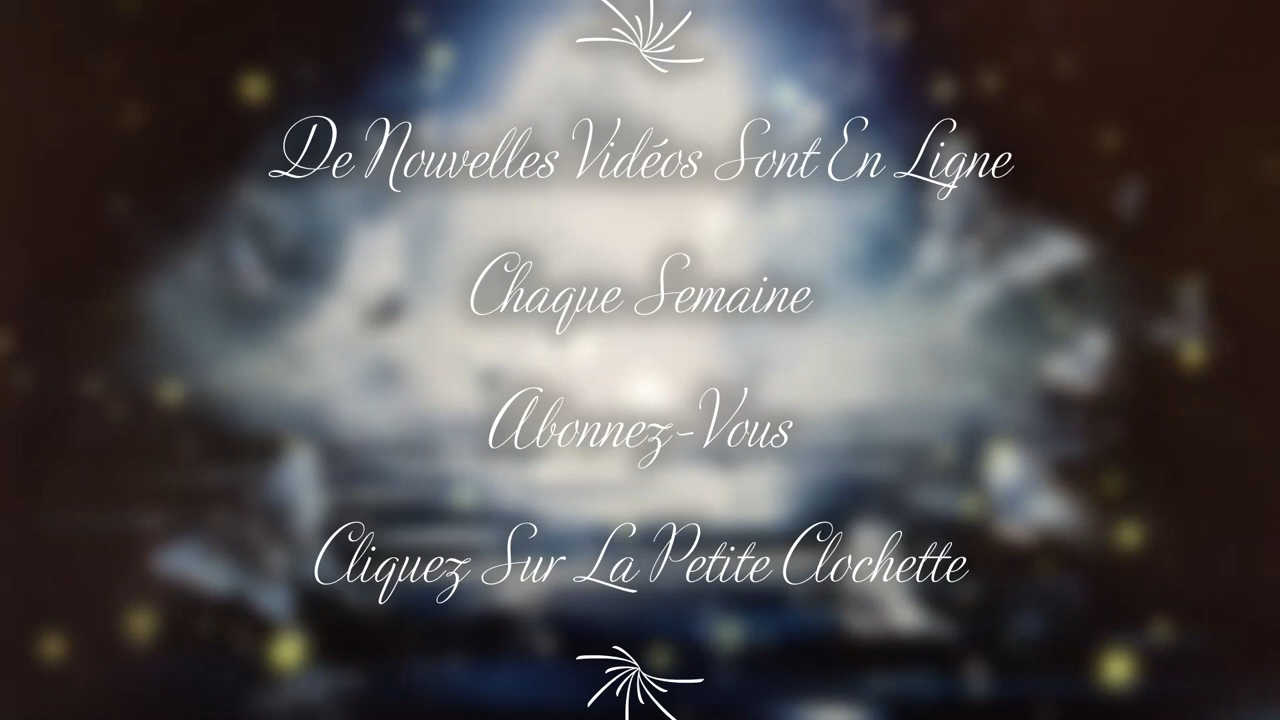 De Nouvelles Vidéos Sont En Ligne
Chaque Semaine
Abonnez-Vous
Cliquez Sur La Petite Clochette